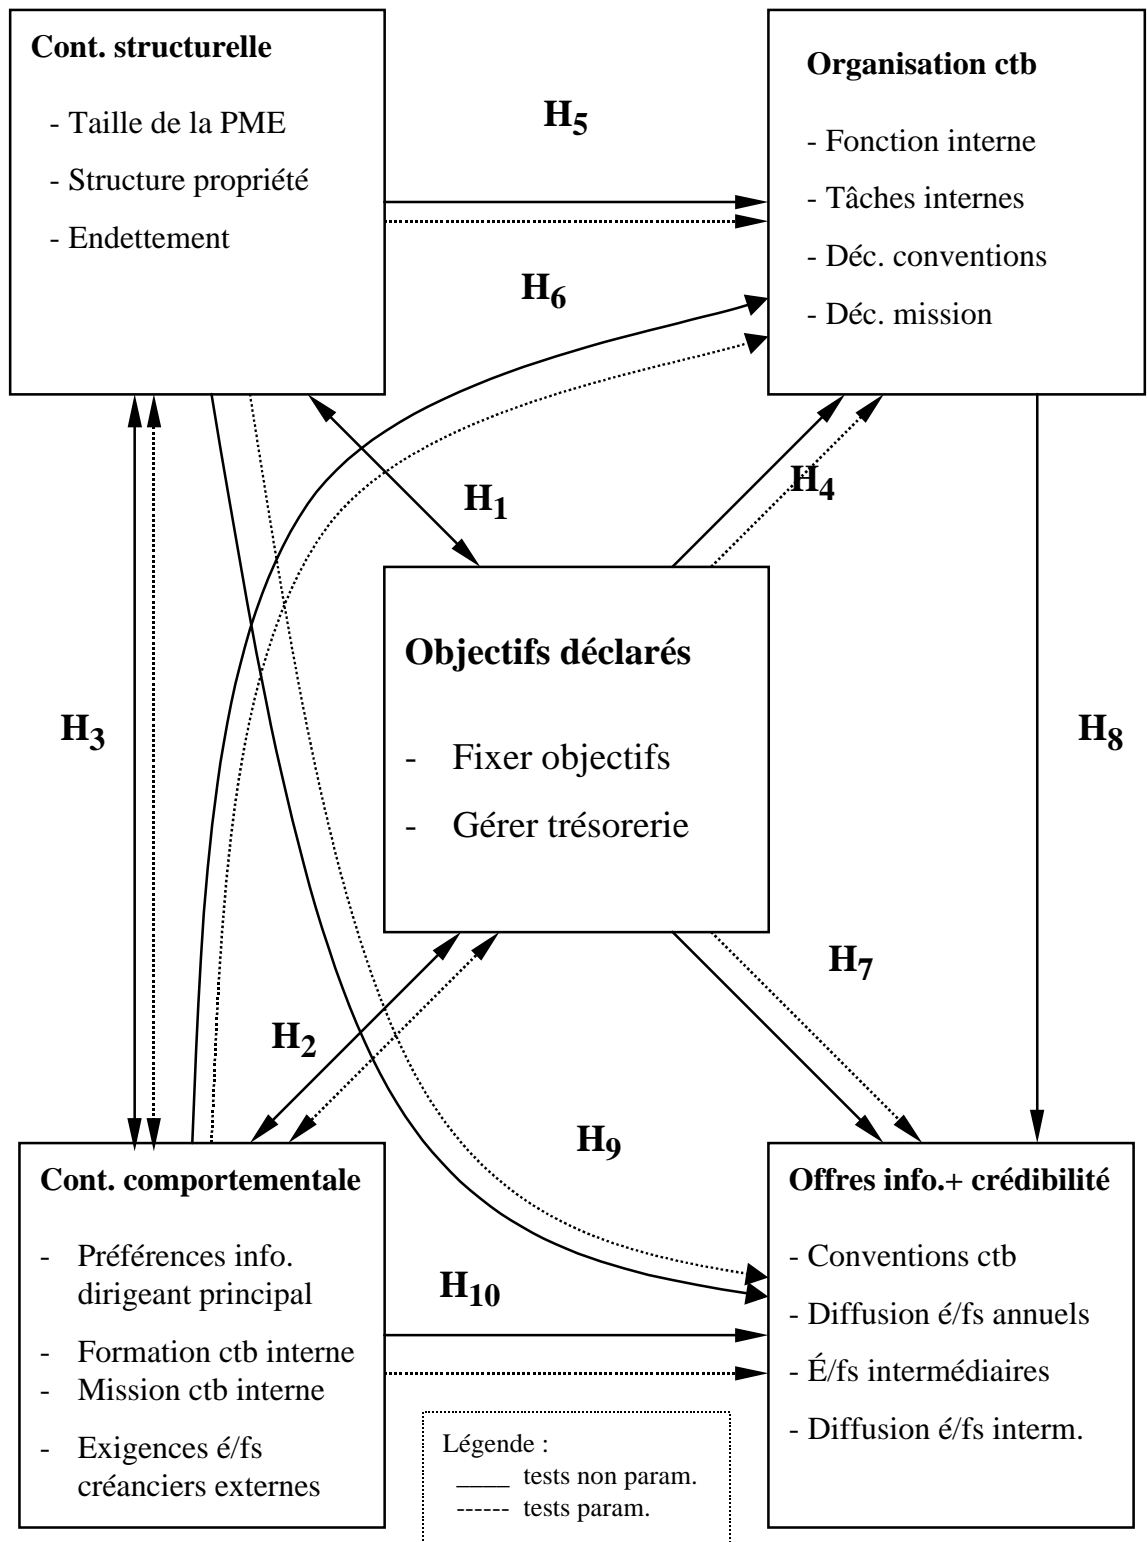 Cont. structurelle
- Taille de la PME
- Structure propriété
- Endettement
H5
Organisation ctb
- Fonction interne
- Tâches internes
- Déc. conventions
- Déc. mission
H6
H1
H4
Objectifs déclarés
- Fixer objectifs
- Gérer trésorerie
H3
H8
H7
H2
H9
Cont. comportementale
- Préférences info.
dirigeant principal
- Formation ctb interne
- Mission ctb interne
- Exigences é/fs
créanciers externes
H10
Offres info.+ crédibilité
- Conventions ctb
- Diffusion é/fs annuels
- É/fs intermédiaires
- Diffusion é/fs interm.
Légende :
____ tests non param.
------ tests param.